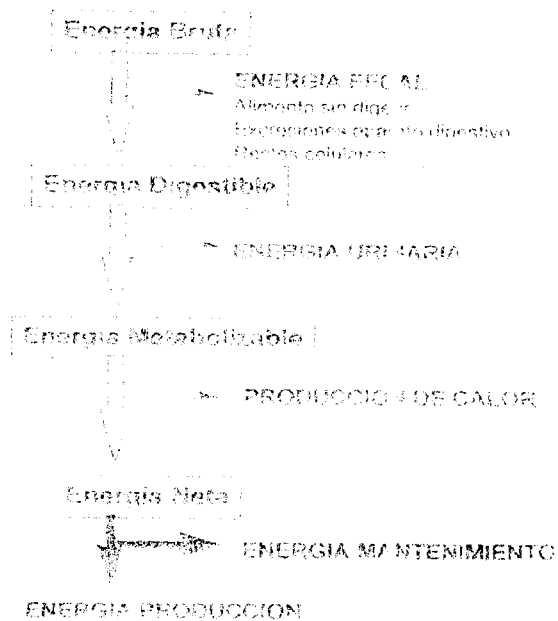 Energia Bruta
ENERGIA FECAL
Alimento sin digerir
Excreciones aparato digestivo
Restos celulares
Energia Digestible
ENERGIA URINARIA
Energia Metabolizable
PRODUCCION DE CALOR
Energia Neta
ENERGIA MANTENIMIENTO
ENERGIA PRODUCCION